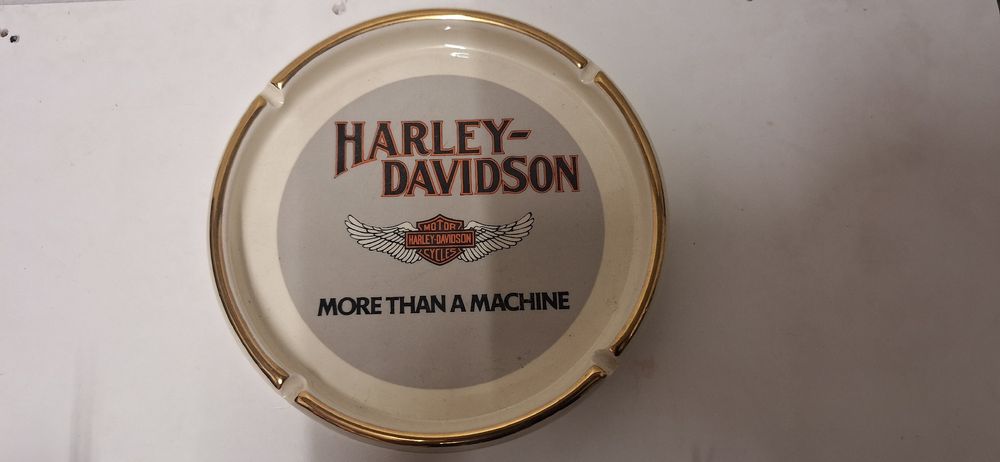 HARLEY-
DAVIDSON
MOTOR
HARLEY-DAVIDSON
CYCLES
MORE THAN A MACHINE